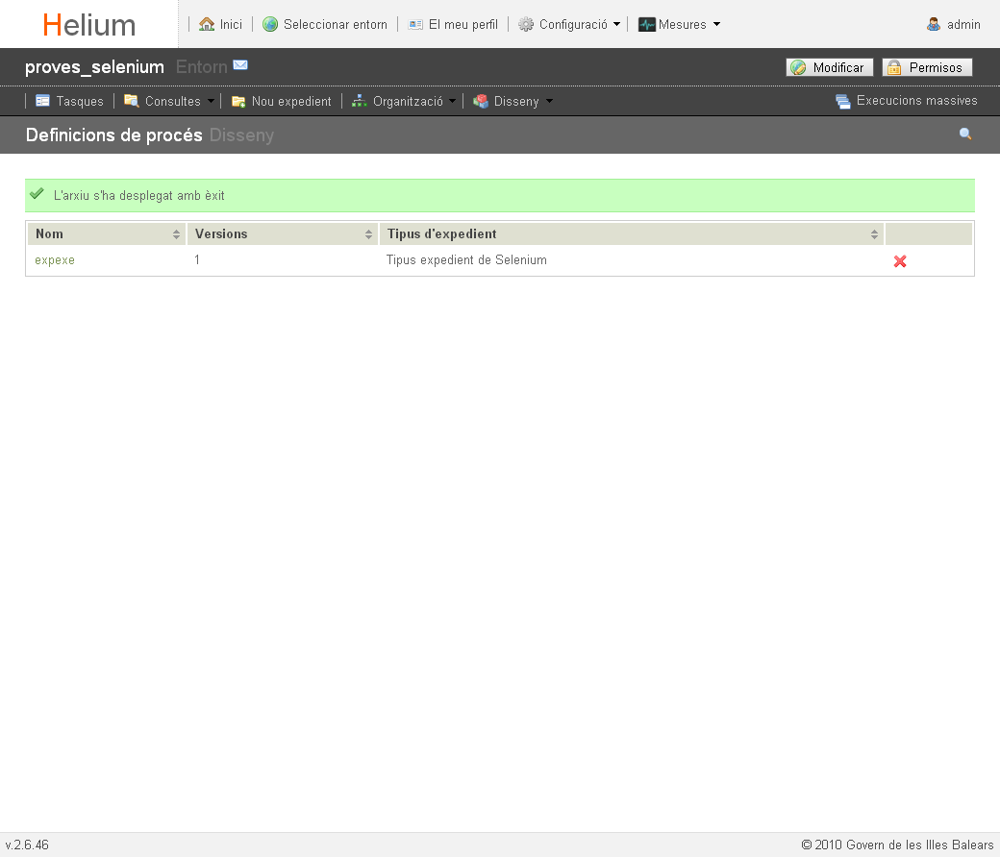 Helium Inici Seleccionar entorn El meu perfil Configuració Mesures admin
proves_selenium Entorn Modificar Permisos
Tasques Consultes Nou expedient Organització Disseny Execucions massives
Definicions de procés Disseny
L'arxiu s'ha desplegat amb èxit
Nom Versions Tipus d'expedient
expexe 1 Tipus expedient de Selenium
v.2.6.46 © 2010 Govern de les Illes Balears